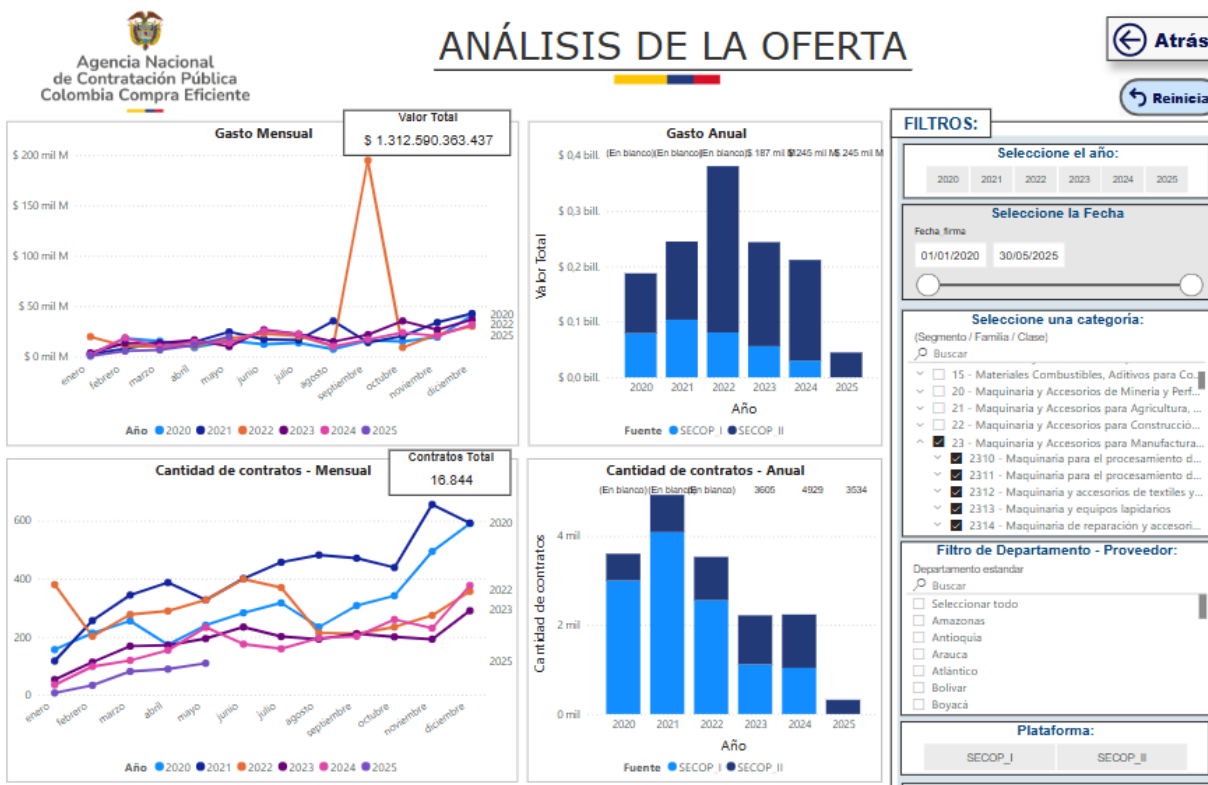 Agencia Nacional
de Contratación Pública
Colombia Compra Eficiente
ANÁLISIS DE LA OFERTA
Atrás
Reinicia
Gasto Mensual
Valor Total
$ 1.312.590.363.437
$ 200 mil M
$ 150 mil M
$ 100 mil M
$ 50 mil M
$ 0 mil M
2020
2022
2025
enero
febrero
marzo
abril
mayo
junio
julio
agosto
septiembre
octubre
noviembre
diciembre
Año 2020 2021 2022 2023 2024 2025
Gasto Anual
(En blanco) (En blanco) (En blanco) $ 187 mil $ 245 mil M $ 245 mil M
Valor Total
$ 0,4 bill.
$ 0,3 bill.
$ 0,2 bill.
$ 0,1 bill.
$ 0,0 bill.
2020 2021 2022 2023 2024 2025
Año
Fuente SECOP_I SECOP_II
Cantidad de contratos - Mensual
Contratos Total
16.844
600
400
200
0
2020
2022
2023
2025
enero
febrero
marzo
abril
mayo
junio
julio
agosto
septiembre
octubre
noviembre
diciembre
Año 2020 2021 2022 2023 2024 2025
Cantidad de contratos - Anual
(En blanco) (En blanco) (En blanco) 3605 4929 3534
Cantidad de contratos
4 mil
2 mil
0 mil
2020 2021 2022 2023 2024 2025
Año
Fuente SECOP_I SECOP_II
FILTROS:
Seleccione el año:
2020 2021 2022 2023 2024 2025
Seleccione la Fecha
Fecha_firma
01/01/2020 30/05/2025
Seleccione una categoría:
(Segmento / Familia / Clase)
Buscar
15 - Materiales Combustibles, Aditivos para Co...
20 - Maquinaria y Accesorios de Minería y Perf...
21 - Maquinaria y Accesorios para Agricultura, ...
22 - Maquinaria y Accesorios para Construcció...
23 - Maquinaria y Accesorios para Manufactura...
2310 - Maquinaria para el procesamiento d...
2311 - Maquinaria para el procesamiento d...
2312 - Maquinaria y accesorios de textiles y...
2313 - Maquinaria y equipos lapidarios
2314 - Maquinaria de reparación y accesori...
Filtro de Departamento - Proveedor:
Departamento estandar
Buscar
Seleccionar todo
Amazonas
Antioquia
Arauca
Atlántico
Bolívar
Boyacá
Plataforma:
SECOP_I SECOP_II